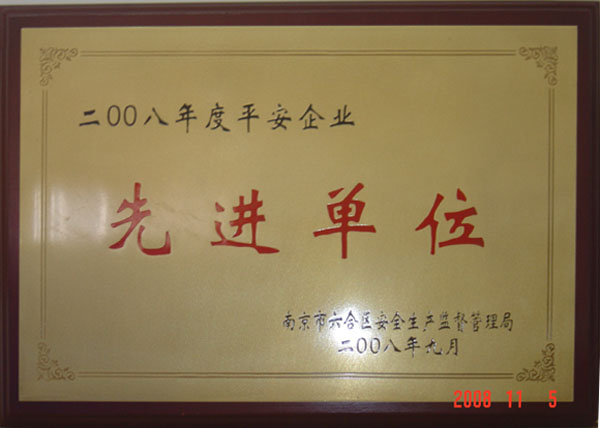 二00八年度平安企业
先进单位
南京市六合区安全生产监督管理局
二00八年九月
2008 11 5